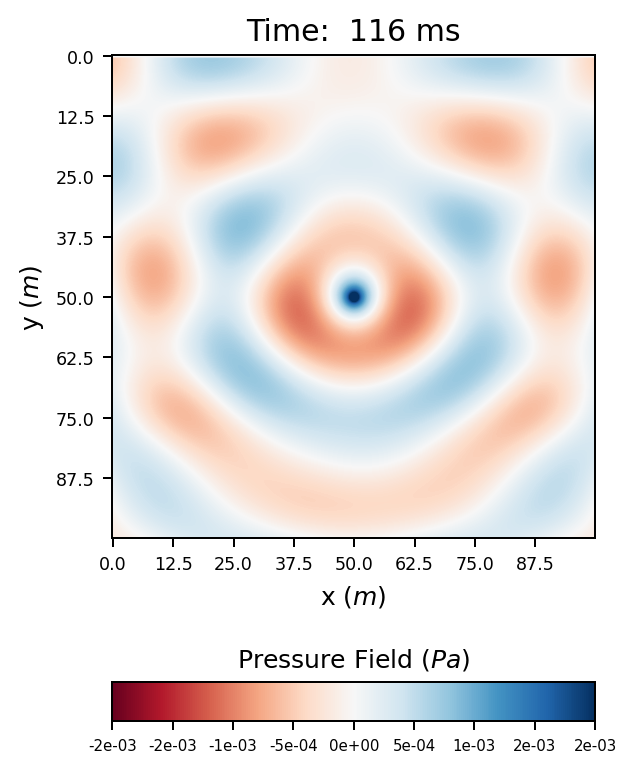 Time:  116 ms
0.0
12.5
25.0
37.5
50.0
62.5
75.0
87.5
y (m)
0.0 12.5 25.0 37.5 50.0 62.5 75.0 87.5
x (m)
Pressure Field (Pa)
-2e-03 -2e-03 -1e-03 -5e-04 0e+00 5e-04 1e-03 2e-03 2e-03